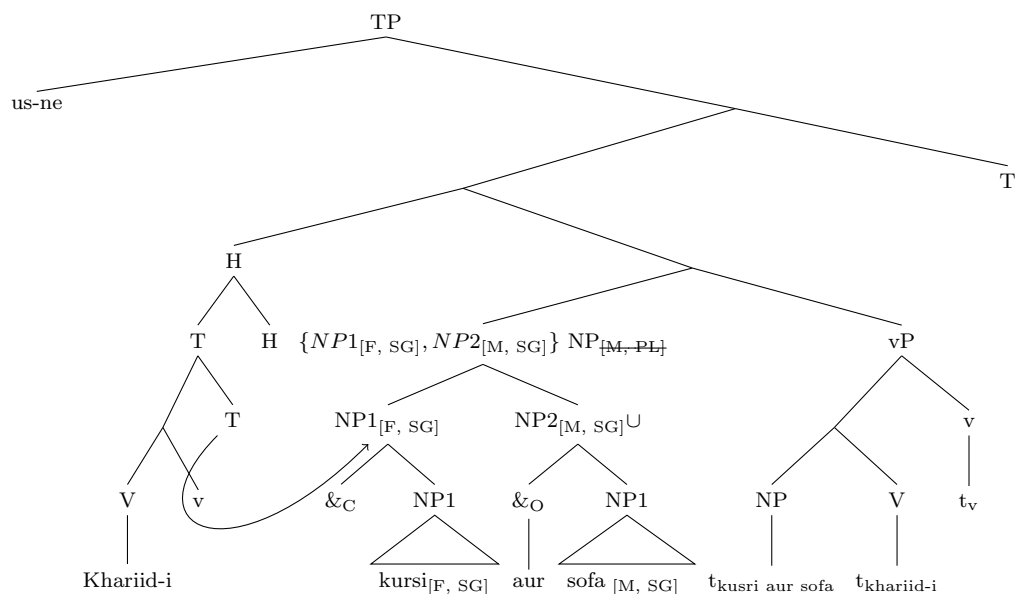 TP
us-ne
T
H
T H {NP1[F, SG], NP2[M, SG]} NP[M, PL] vP
T NP1[F, SG] NP2[M, SG]∪ v
V v &C NP1 &O NP1 NP V tv
Khariid-i kursi[F, SG] aur sofa [M, SG] tkusri aur sofa tkhariid-i